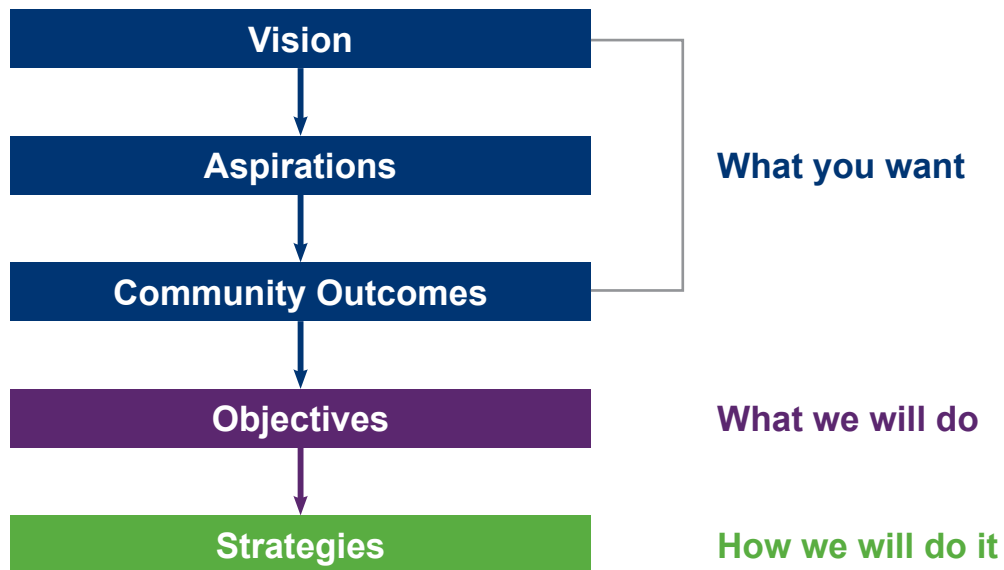 Vision
Aspirations
What you want
Community Outcomes
Objectives
What we will do
Strategies
How we will do it